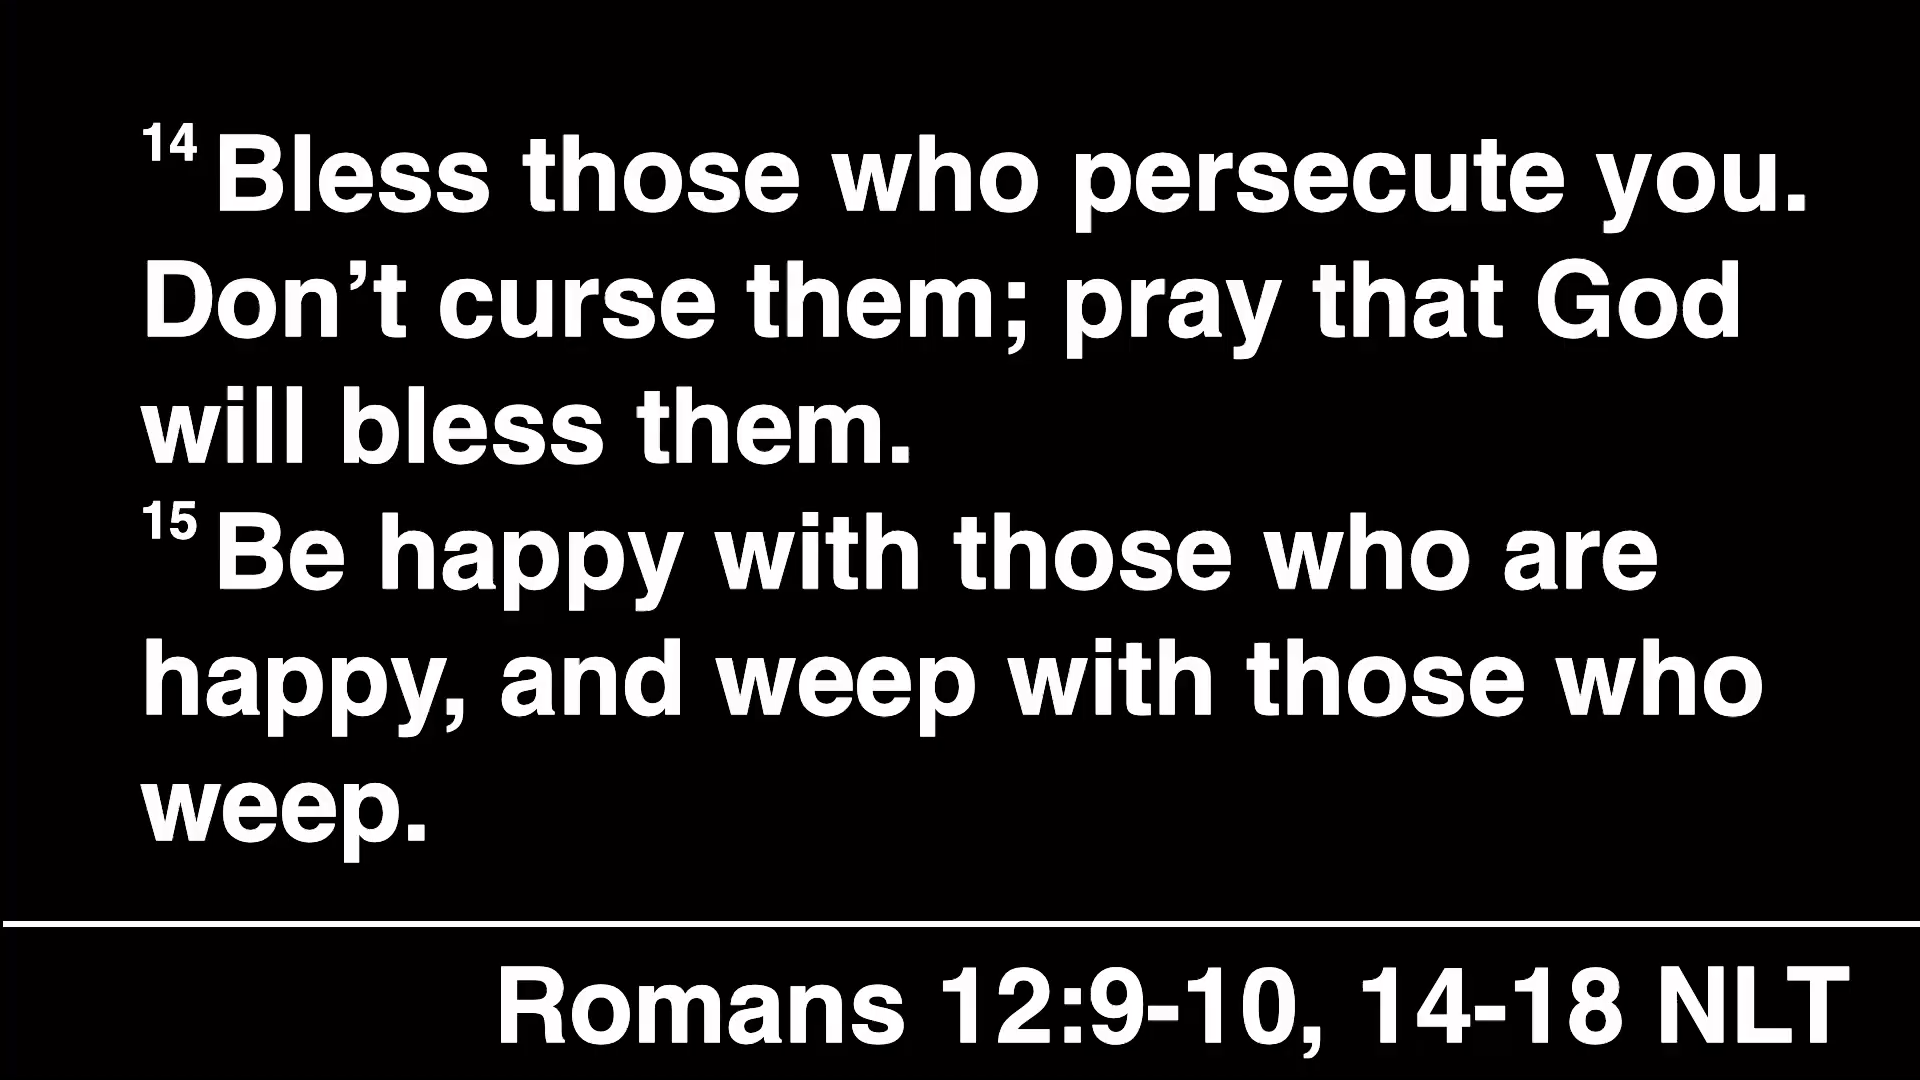 14 Bless those who persecute you.
Don’t curse them; pray that God
will bless them.
15 Be happy with those who are
happy, and weep with those who
weep.
Romans 12:9-10, 14-18 NLT